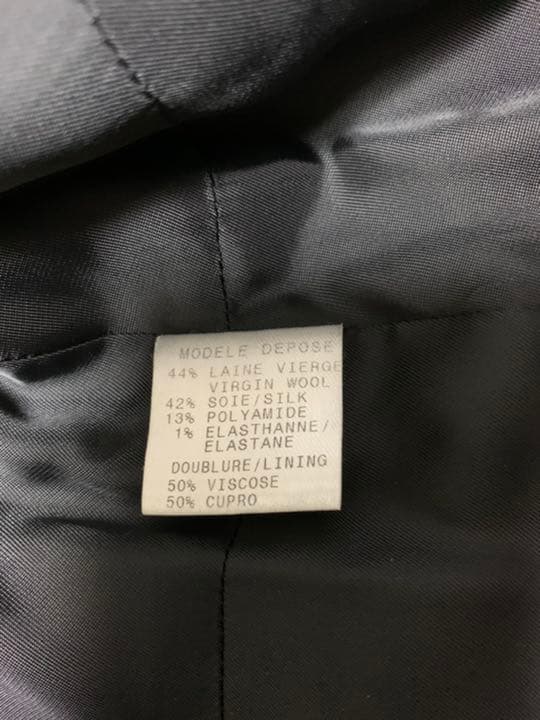 MODELE DEPOSE
44% LAINE VIERGE
VIRGIN WOOL
42% SOIE/SILK
13% POLYAMIDE
1% ELASTHANNE/
ELASTANE
DOUBLURE/LINING
50% VISCOSE
50% CUPRO